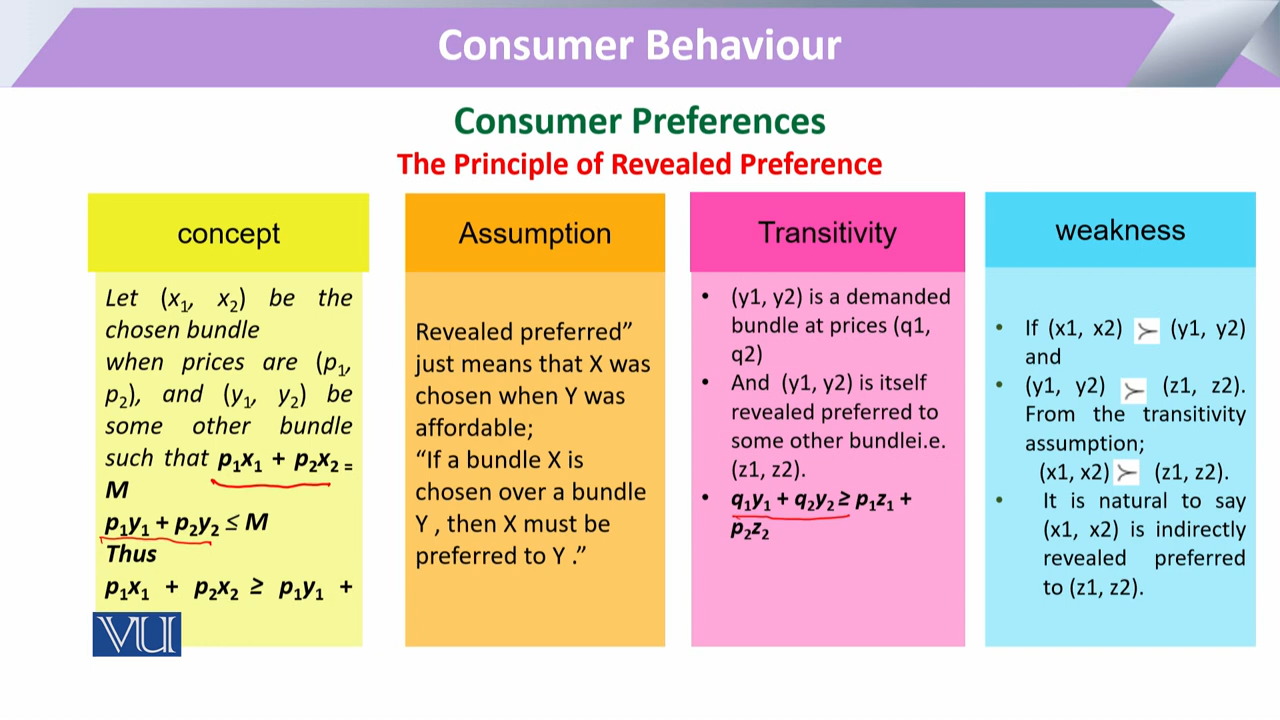 Consumer Behaviour
Consumer Preferences
The Principle of Revealed Preference
concept
Let (x₁, x₂) be the
chosen bundle
when prices are (p₁,
p₂), and (y₁, y₂) be
some other bundle
such that p₁x₁ + p₂x₂ =
M
p₁y₁ + p₂y₂ ≤ M
Thus
p₁x₁ + p₂x₂ ≥ p₁y₁ +
VU
Assumption
Revealed preferred”
just means that X was
chosen when Y was
affordable;
“If a bundle X is
chosen over a bundle
Y , then X must be
preferred to Y .”
Transitivity
• (y1, y2) is a demanded
bundle at prices (q1,
q2)
• And (y1, y2) is itself
revealed preferred to
some other bundlei.e.
(z1, z2).
• q₁y₁ + q₂y₂ ≥ p₁z₁ +
p₂z₂
weakness
• If (x1, x2) ≻ (y1, y2)
and
• (y1, y2) ≻ (z1, z2).
From the transitivity
assumption;
(x1, x2) ≻ (z1, z2).
• It is natural to say
(x1, x2) is indirectly
revealed preferred
to (z1, z2).